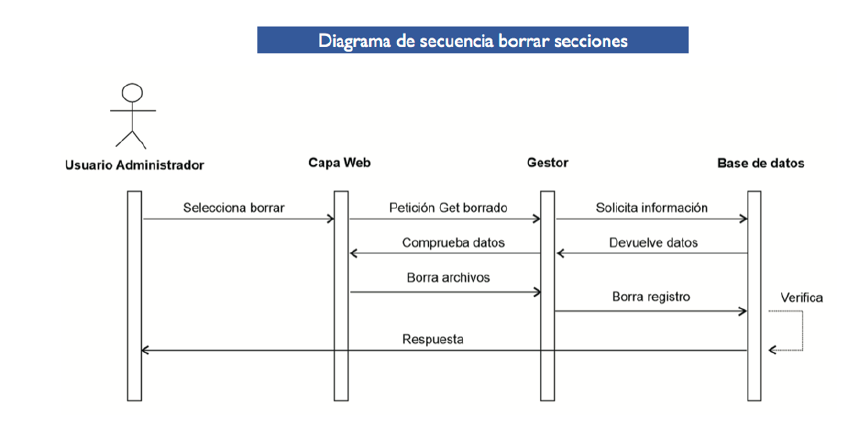 Diagrama de secuencia borrar secciones
Usuario Administrador
Capa Web
Gestor
Base de datos
Selecciona borrar
Petición Get borrado
Solicita información
Comprueba datos
Devuelve datos
Borra archivos
Borra registro
Verifica
Respuesta